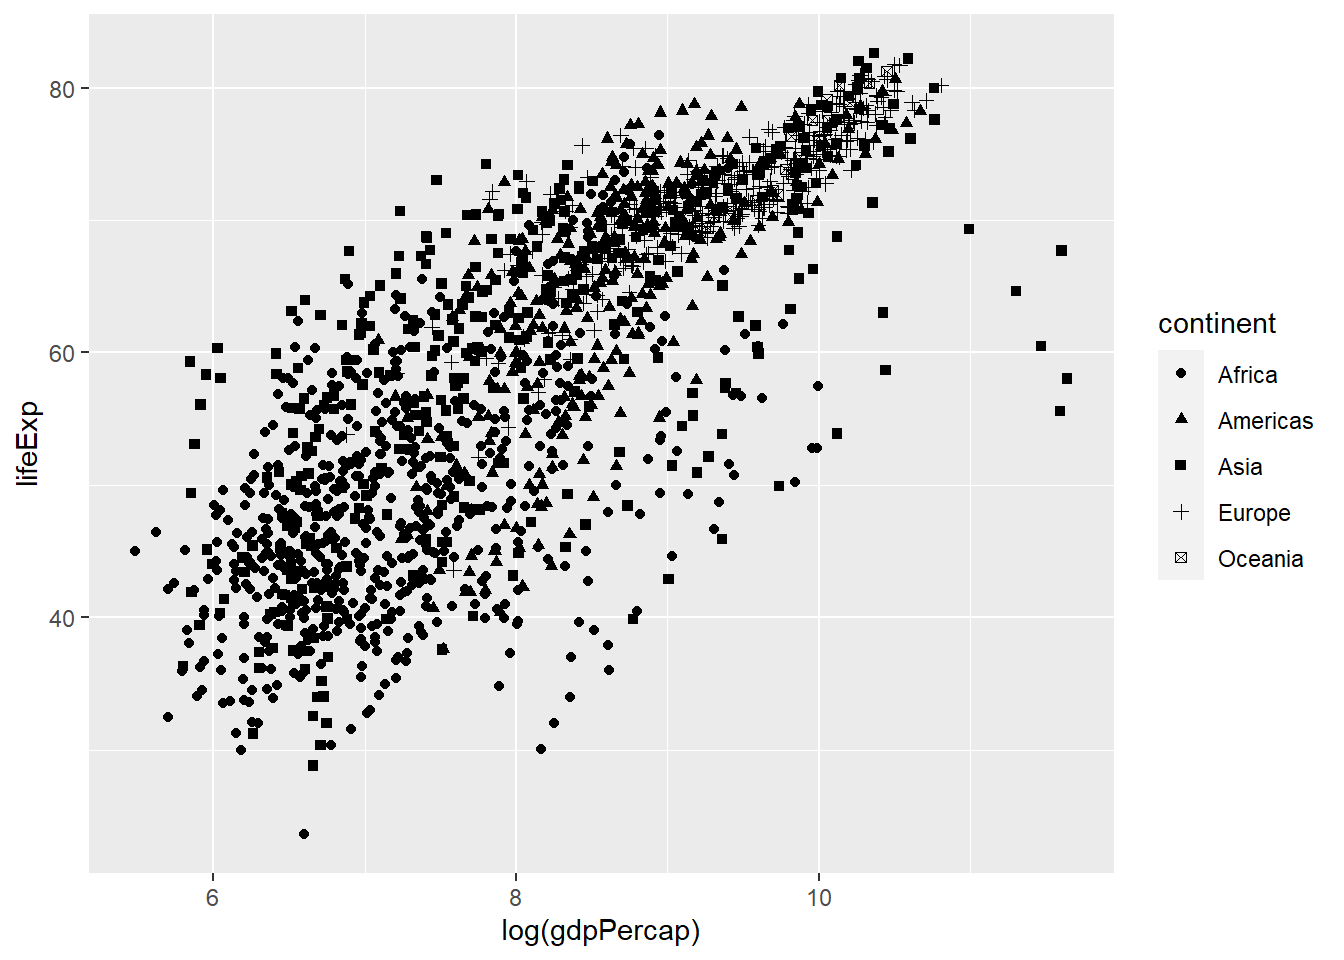 80
60
40
lifeExp
6
8
10
log(gdpPercap)
continent
Africa
Americas
Asia
Europe
Oceania